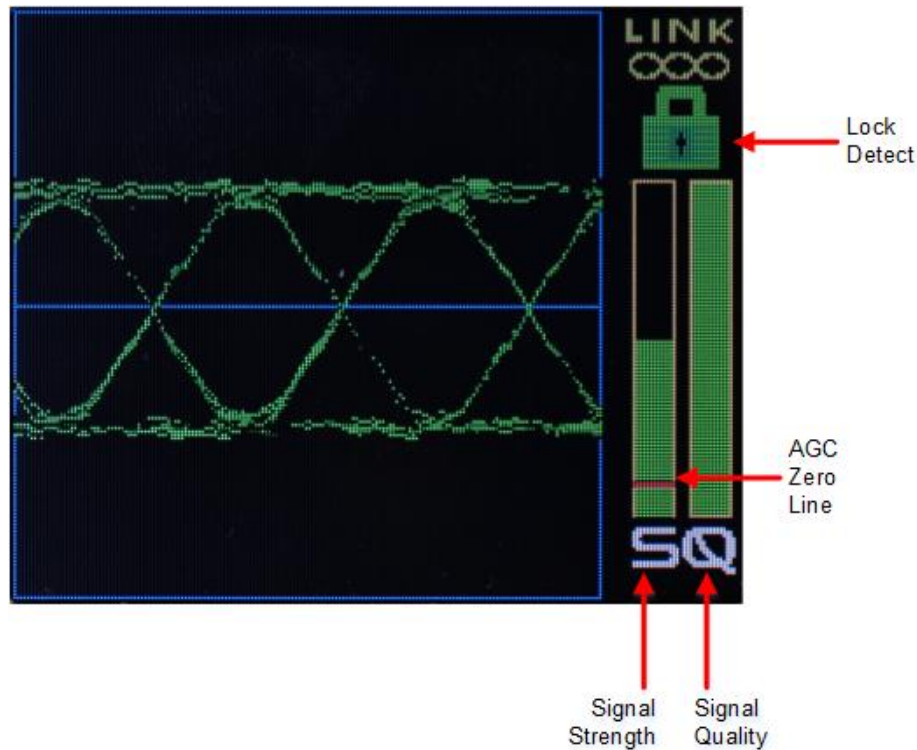 LINK
Lock
Detect
AGC
Zero
Line
SQ
Signal
Strength
Signal
Quality